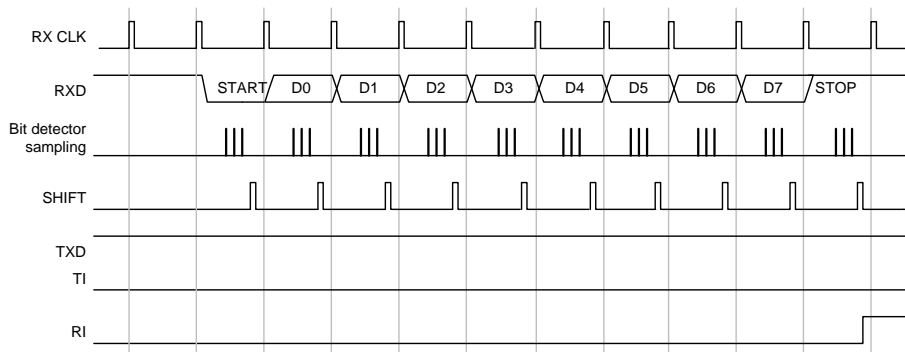 RX CLK
RXD
START D0 D1 D2 D3 D4 D5 D6 D7 STOP
Bit detector
sampling
SHIFT
TXD
TI
RI